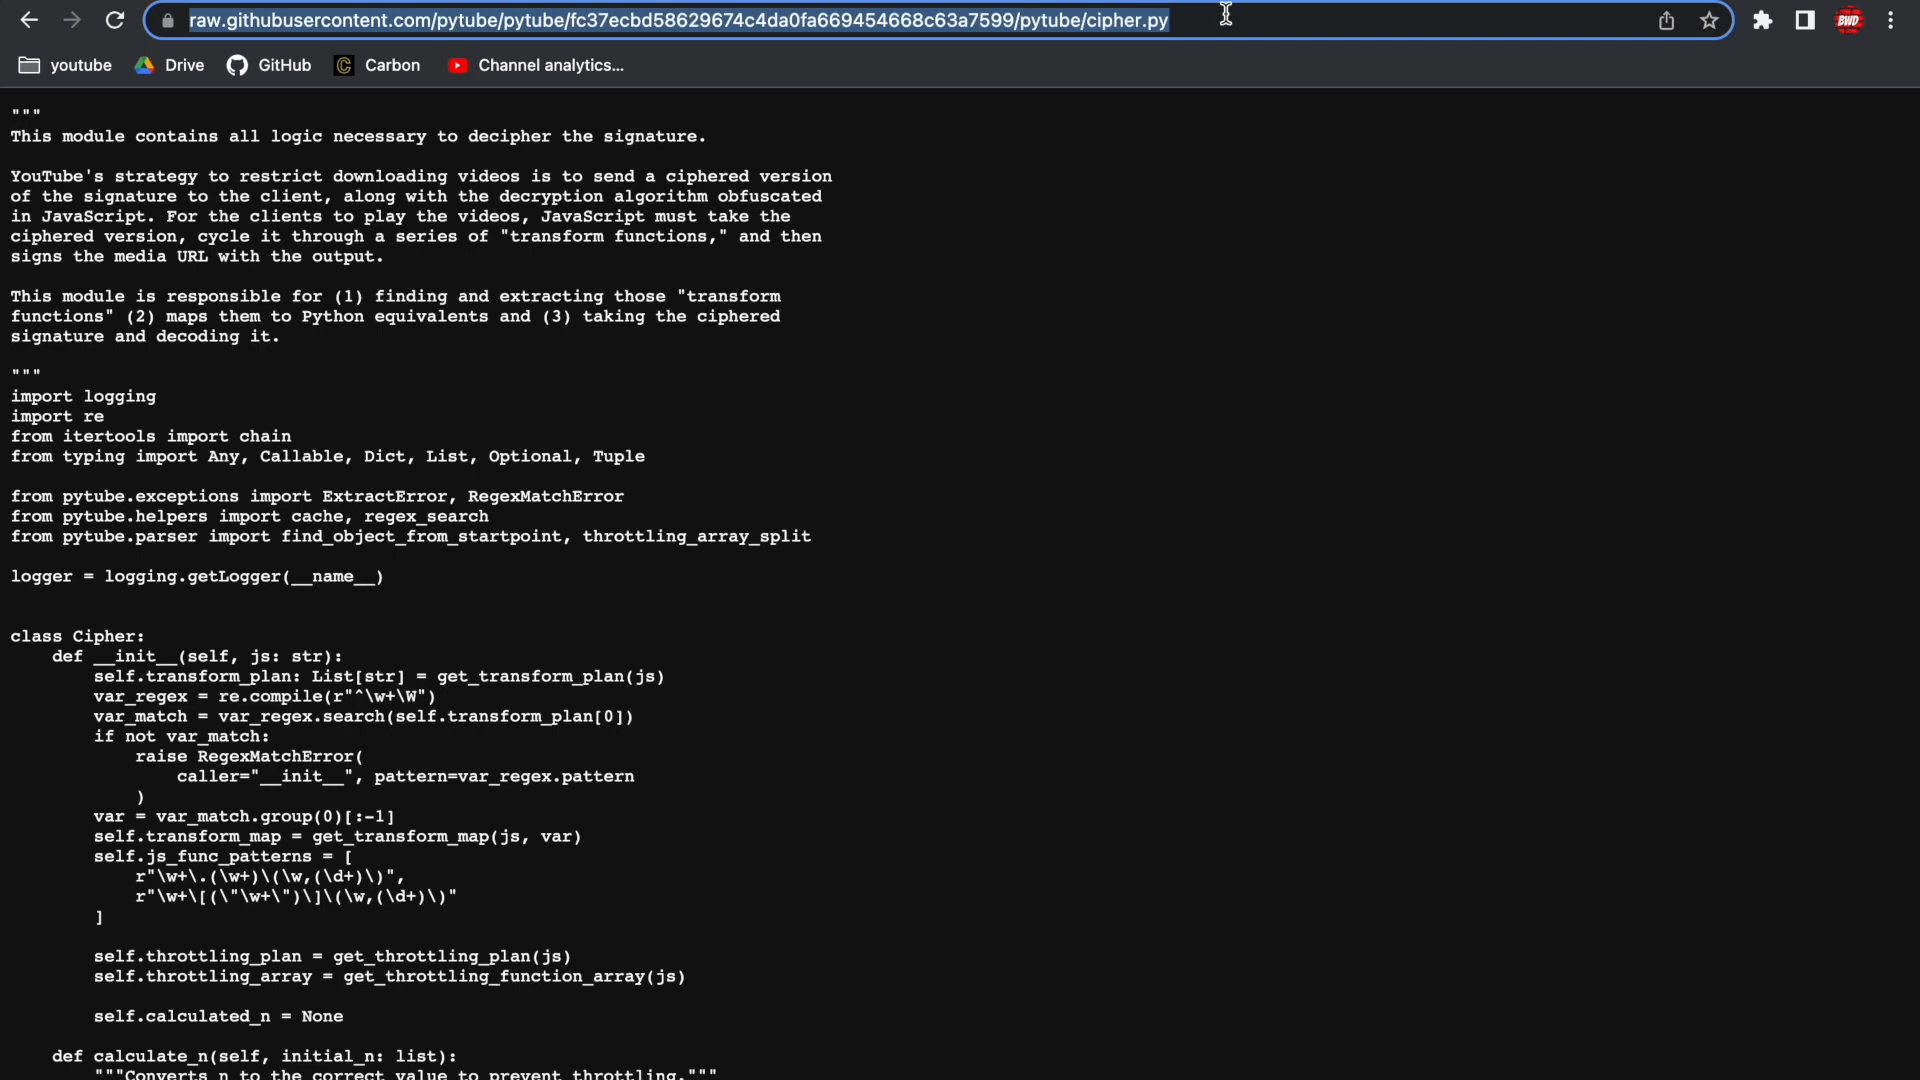 raw.githubusercontent.com/pytube/pytube/fc37ecbd58629674c4da0fa669454668c63a7599/pytube/cipher.py
BWD
youtube Drive GitHub C Carbon Channel analytics...
"""
This module contains all logic necessary to decipher the signature.

YouTube's strategy to restrict downloading videos is to send a ciphered version
of the signature to the client, along with the decryption algorithm obfuscated
in JavaScript. For the clients to play the videos, JavaScript must take the
ciphered version, cycle it through a series of "transform functions," and then
signs the media URL with the output.

This module is responsible for (1) finding and extracting those "transform
functions" (2) maps them to Python equivalents and (3) taking the ciphered
signature and decoding it.

"""
import logging
import re
from itertools import chain
from typing import Any, Callable, Dict, List, Optional, Tuple

from pytube.exceptions import ExtractError, RegexMatchError
from pytube.helpers import cache, regex_search
from pytube.parser import find_object_from_startpoint, throttling_array_split

logger = logging.getLogger(__name__)


class Cipher:
    def __init__(self, js: str):
        self.transform_plan: List[str] = get_transform_plan(js)
        var_regex = re.compile(r"^\w+\W")
        var_match = var_regex.search(self.transform_plan[0])
        if not var_match:
            raise RegexMatchError(
                caller="__init__", pattern=var_regex.pattern
            )
        var = var_match.group(0)[:-1]
        self.transform_map = get_transform_map(js, var)
        self.js_func_patterns = [
            r"\w+\.(\w+)\(\w,(\d+)\)",
            r"\w+\[(\"\w+\")\]\(\w,(\d+)\)"
        ]

        self.throttling_plan = get_throttling_plan(js)
        self.throttling_array = get_throttling_function_array(js)

        self.calculated_n = None

    def calculate_n(self, initial_n: list):
        """Converts n to the correct value to prevent throttling."""